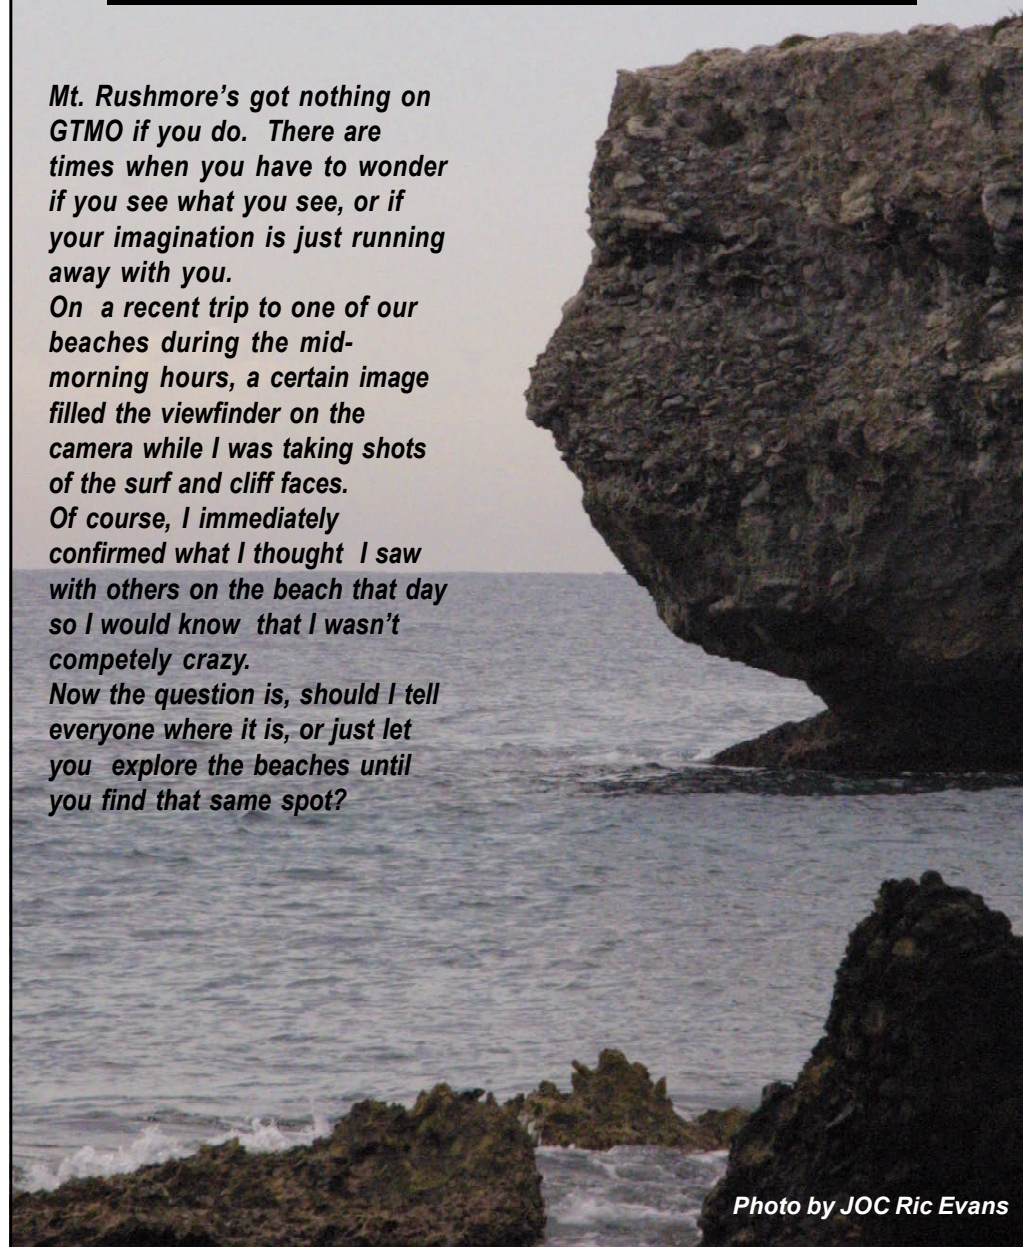 Mt. Rushmore’s got nothing on
GTMO if you do.  There are
times when you have to wonder
if you see what you see, or if
your imagination is just running
away with you.
On  a recent trip to one of our
beaches during the mid-
morning hours, a certain image
filled the viewfinder on the
camera while I was taking shots
of the surf and cliff faces.
Of course, I immediately
confirmed what I thought  I saw
with others on the beach that day
so I would know  that I wasn’t
competely crazy.
Now the question is, should I tell
everyone where it is, or just let
you  explore the beaches until
you find that same spot?
Photo by JOC Ric Evans